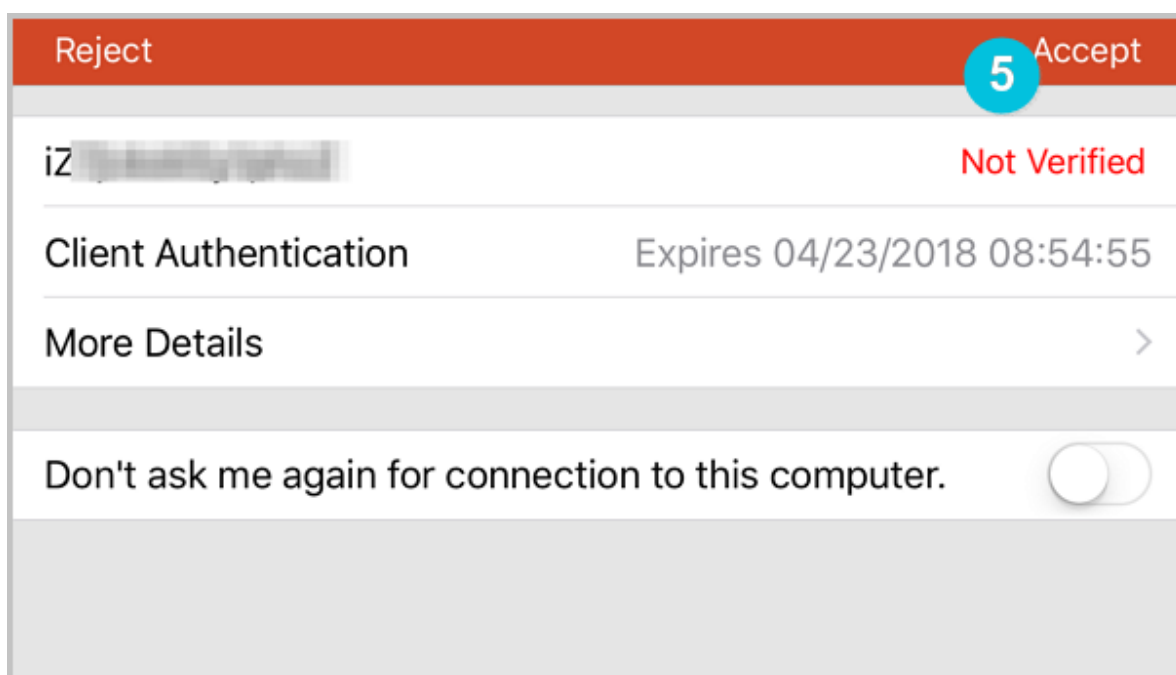 Reject
Accept
5
iZ
Not Verified
Client Authentication
Expires 04/23/2018 08:54:55
More Details
Don't ask me again for connection to this computer.